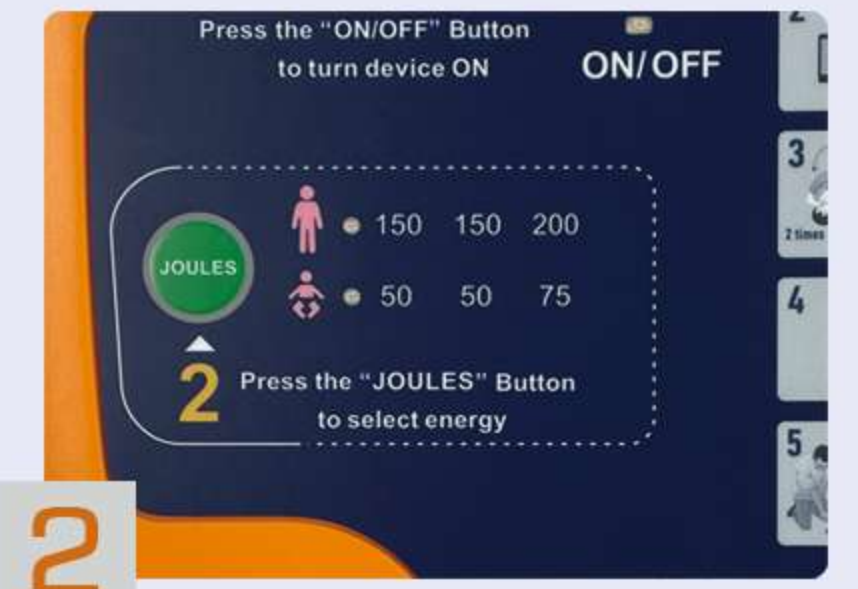 Press the “ON/OFF” Button
to turn device ON
ON/OFF
JOULES
150 150 200
50 50 75
2
Press the “JOULES” Button
to select energy
2
3
2 times
4
5
2